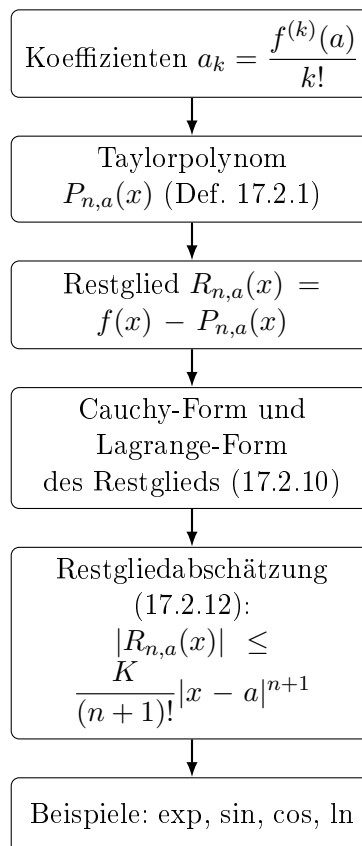 Koeffizienten $a_k = \dfrac{f^{(k)}(a)}{k!}$
Taylorpolynom
$P_{n,a}(x)$ (Def. 17.2.1)
Restglied $R_{n,a}(x) =$
$f(x) - P_{n,a}(x)$
Cauchy-Form und
Lagrange-Form
des Restglieds (17.2.10)
Restgliedabschätzung
(17.2.12):
$|R_{n,a}(x)| \leq$
$\dfrac{K}{(n+1)!}|x-a|^{n+1}$
Beispiele: exp, sin, cos, ln